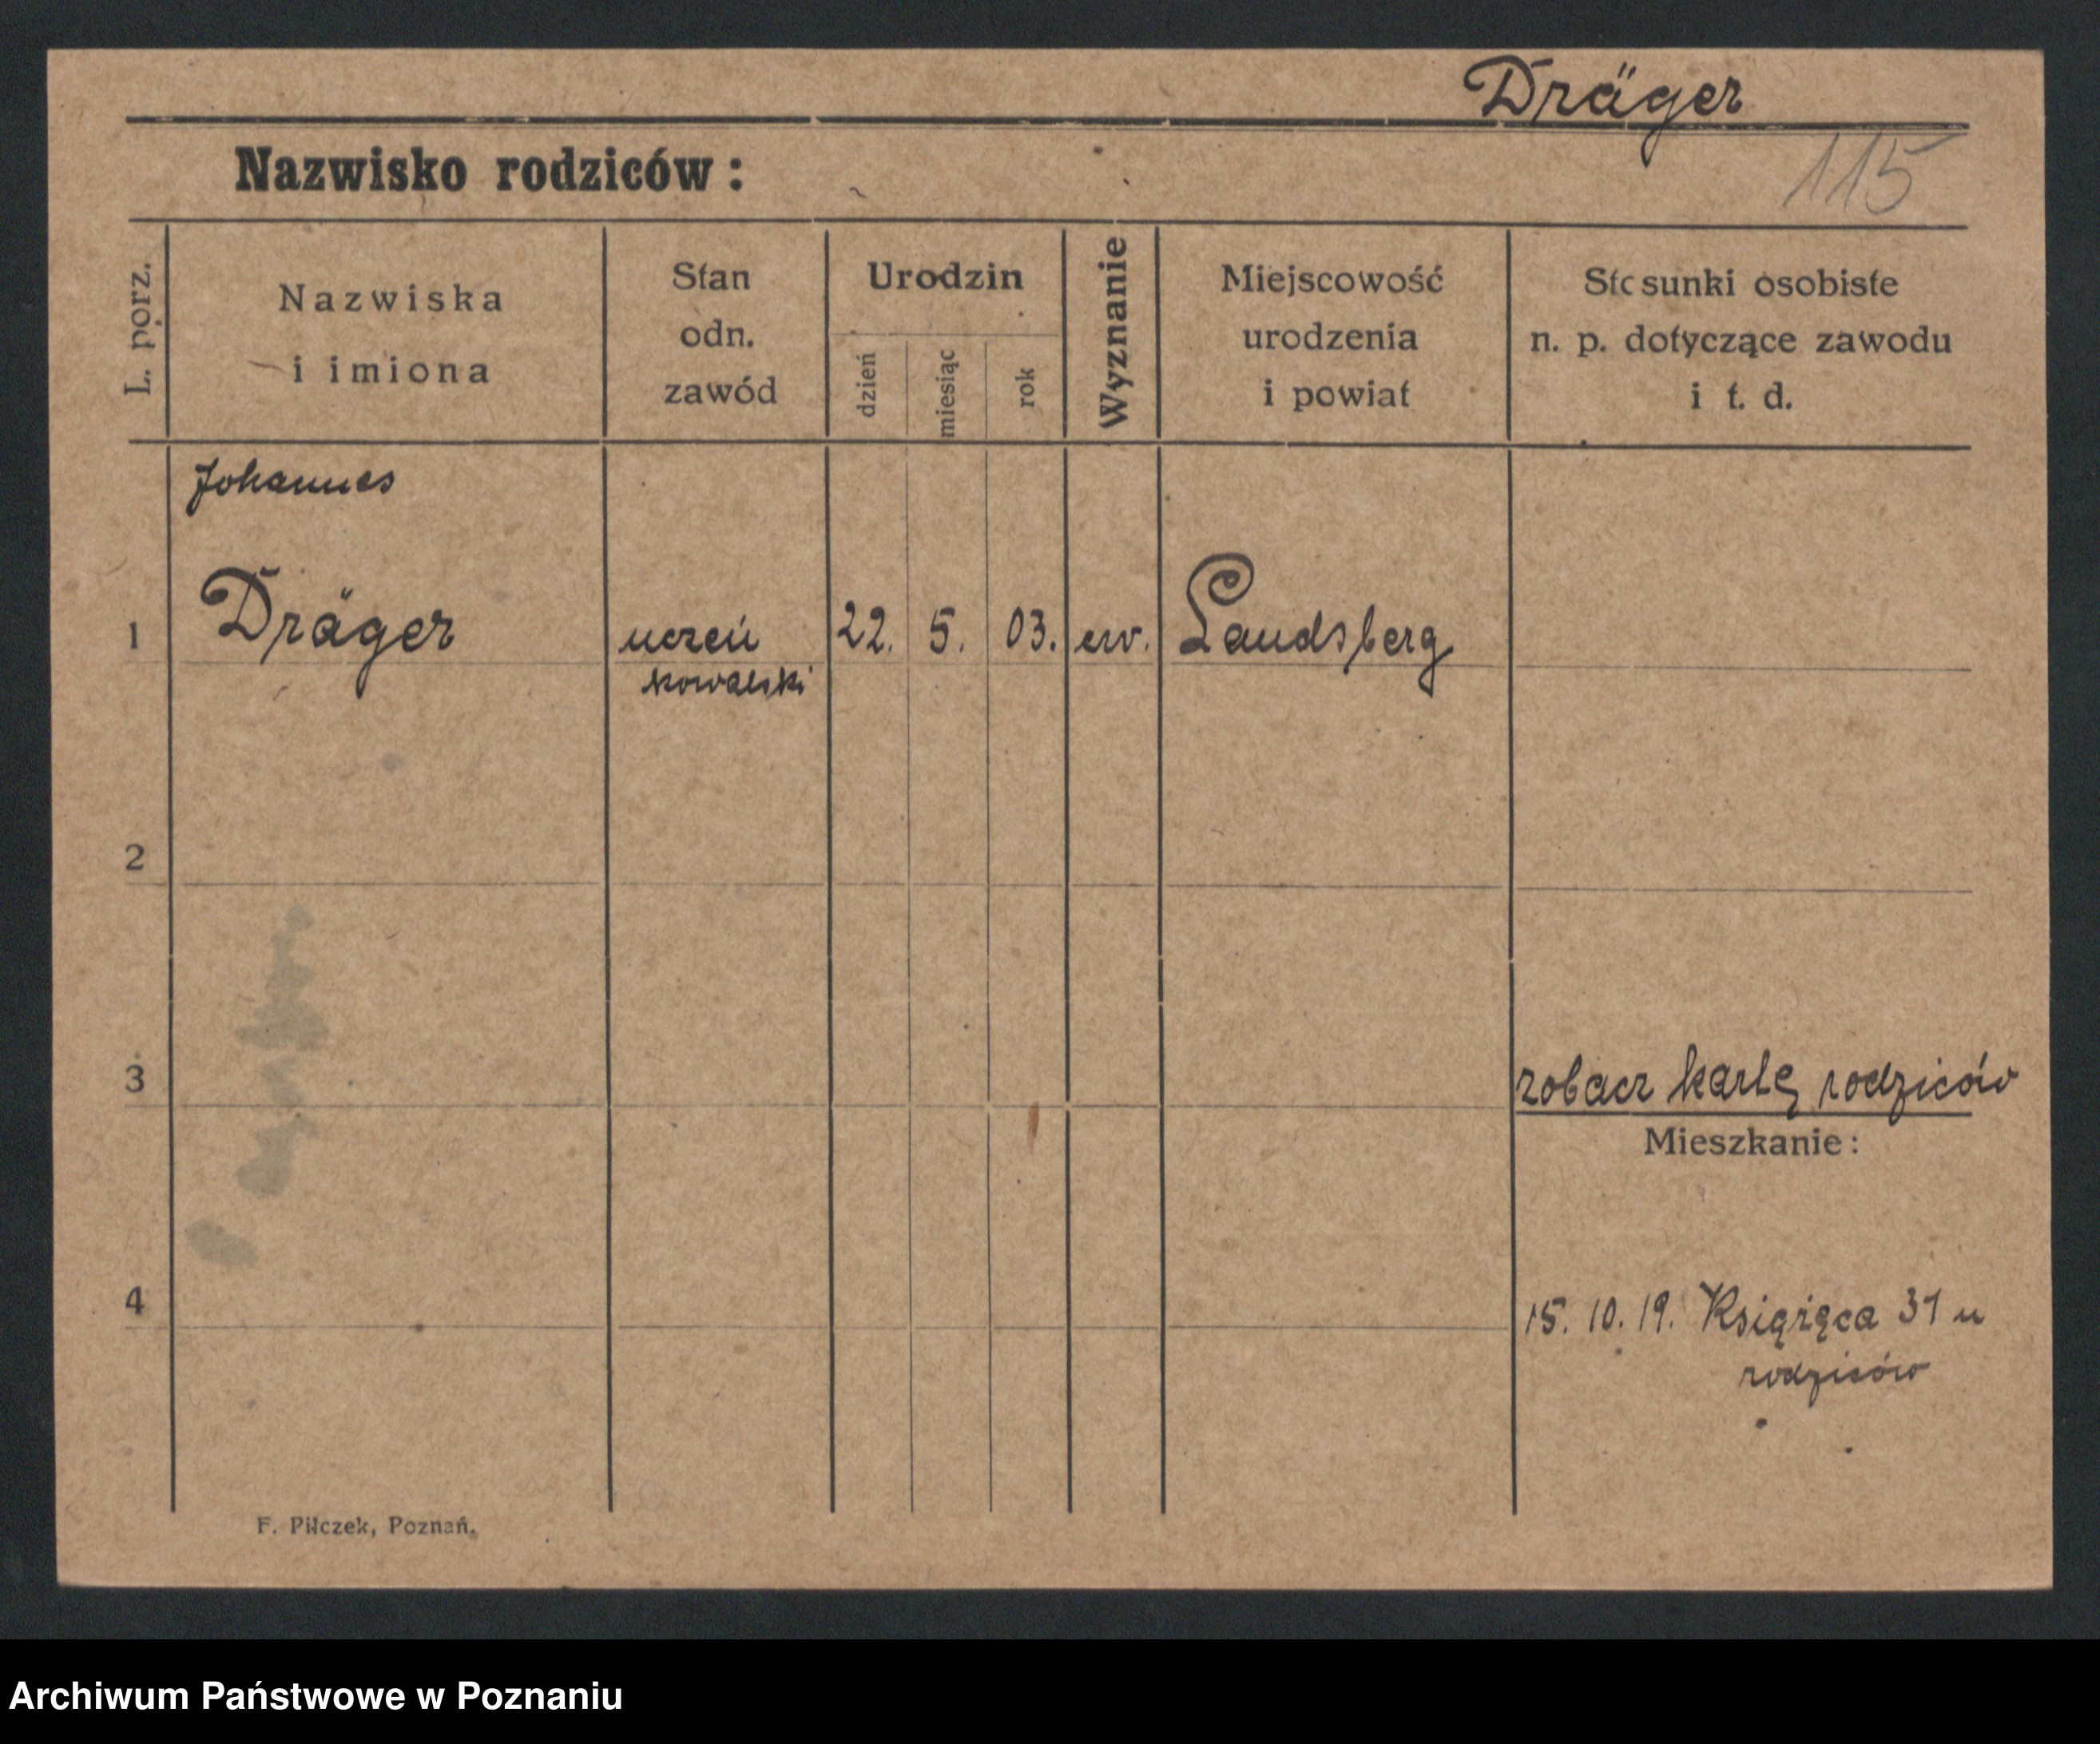 Dräger
115
Nazwisko rodziców:
L. porz.
Nazwiska
i imiona
Stan
odn.
zawód
Urodzin
dzień
miesiąc
rok
Wyznanie
Miejscowość
urodzenia
i powiat
Stosunki osobiste
n. p. dotyczące zawodu
i t. d.
Johannes
1 Dräger uczeń 22. 5. 03. ew. Landsberg
kowalski
2
3 zobacz kartę rodziców
Mieszkanie:
4 15. 10. 19. Książęca 31 u
rodziców
F. Pilczek, Poznań.
Archiwum Państwowe w Poznaniu